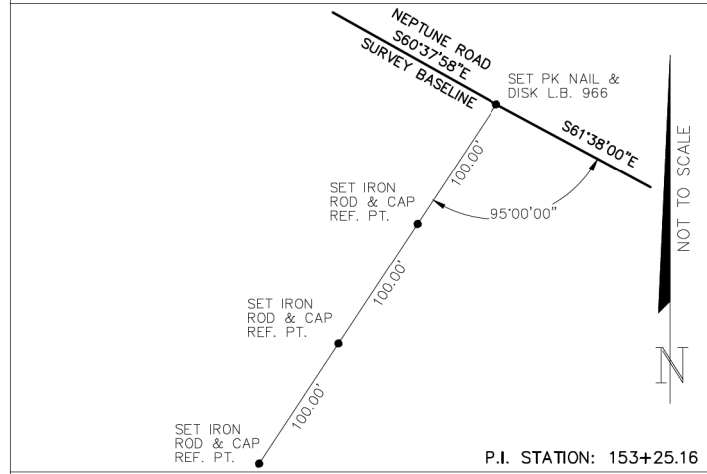 NEPTUNE ROAD
S60°37'58"E
SURVEY BASELINE
SET PK NAIL &
DISK L.B. 966
S61°38'00"E
100.00'
95°00'00"
SET IRON
ROD & CAP
REF. PT.
100.00'
SET IRON
ROD & CAP
REF. PT.
100.00'
SET IRON
ROD & CAP
REF. PT.
NOT TO SCALE
N
P.I. STATION: 153+25.16